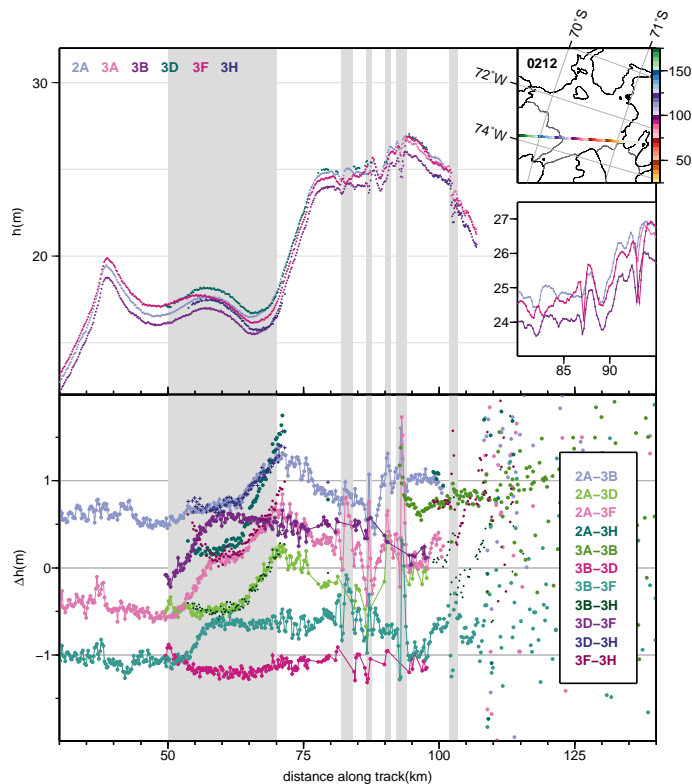 70°S
71°S
2A 3A 3B 3D 3F 3H
0212
72°W
74°W
150
100
50
30
20
h(m)
27
26
25
24
85 90
1
0
−1
Δh(m)
2A−3B
2A−3D
2A−3F
2A−3H
3A−3B
3B−3D
3B−3F
3B−3H
3D−3F
3D−3H
3F−3H
50 75 100 125
distance along track(km)